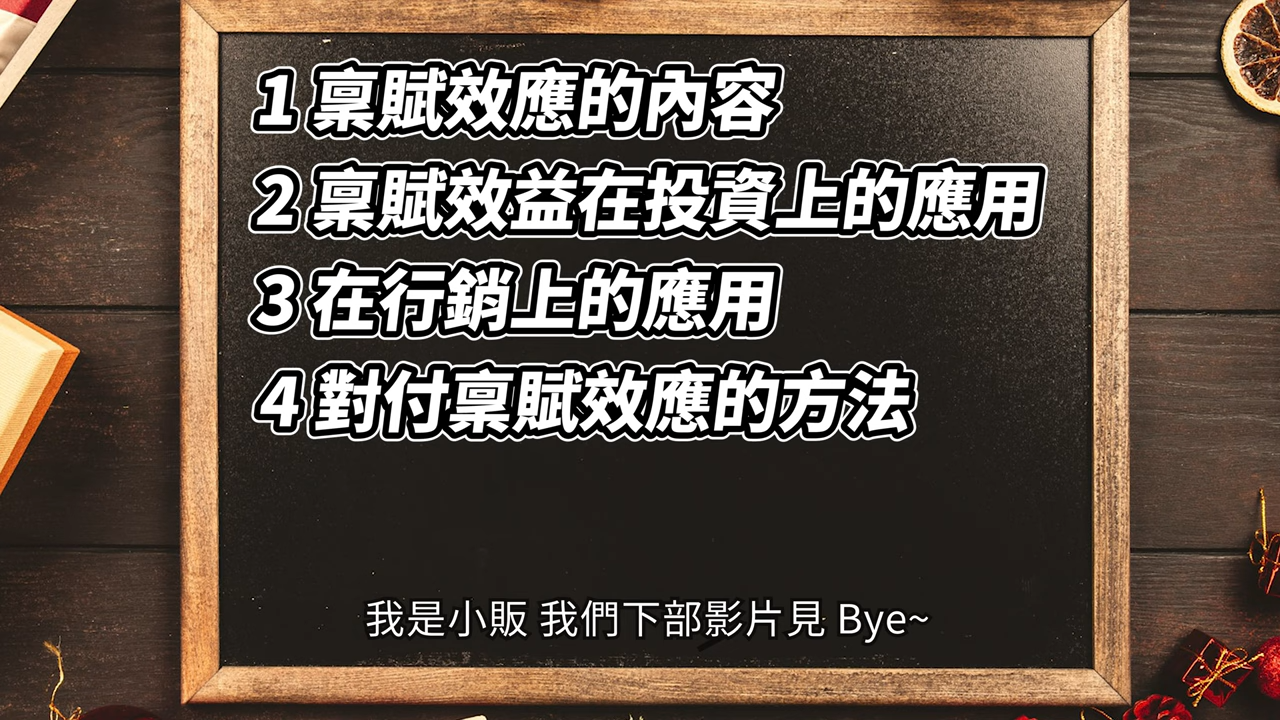 1 稟賦效應的內容
2 稟賦效益在投資上的應用
3 在行銷上的應用
4 對付稟賦效應的方法
我是小販 我們下部影片見 Bye~